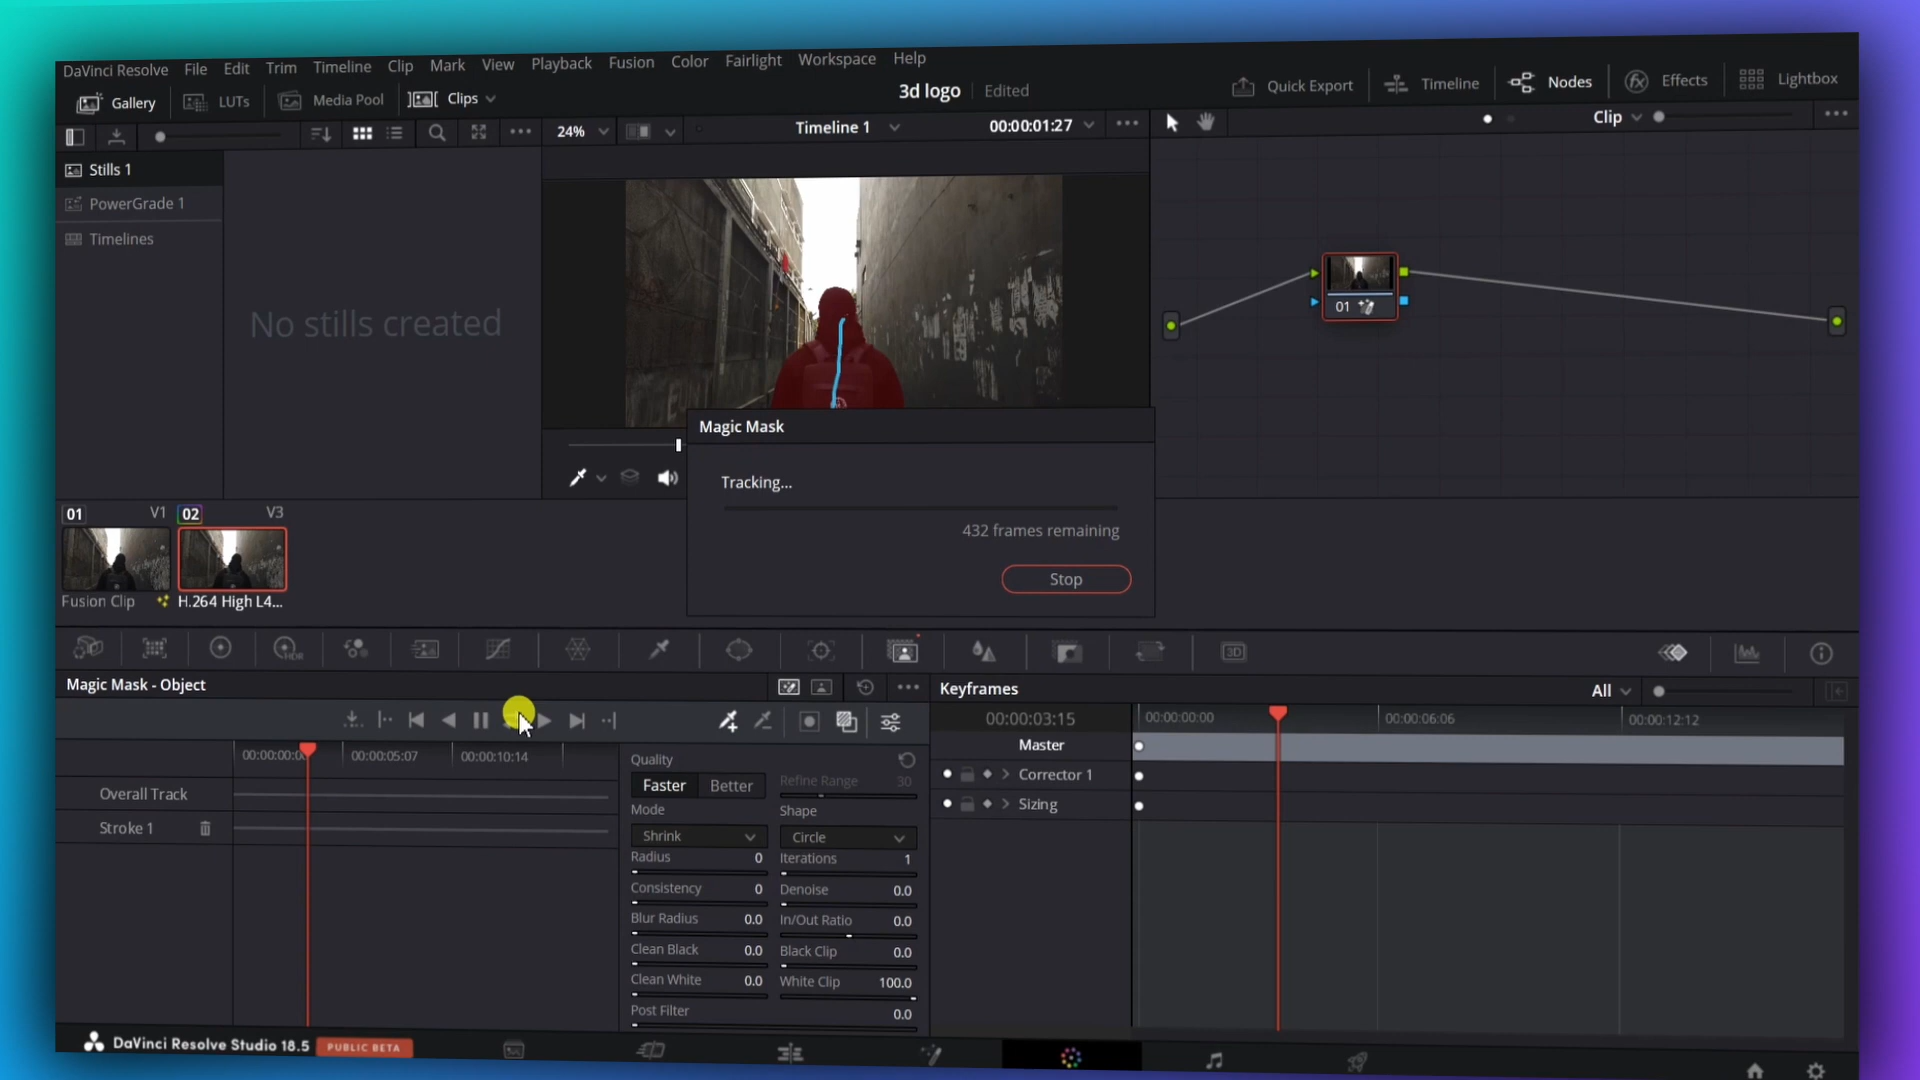 DaVinci Resolve File Edit Trim Timeline Clip Mark View Playback Fusion Color Fairlight Workspace Help
Gallery LUTs Media Pool Clips
3d logo Edited
Quick Export Timeline Nodes Effects Lightbox
24% Timeline 1 00:00:01:27
Clip
Stills 1
PowerGrade 1
Timelines
No stills created
01
Magic Mask
Tracking...
432 frames remaining
Stop
01 V1 02 V3
Fusion Clip H.264 High L4...
HDR
3D
Magic Mask - Object
Keyframes
All
00:00:03:15 00:00:00:00 00:00:06:06 00:00:12:12
Master
Corrector 1
Sizing
00:00:00:0 00:00:05:07 00:00:10:14
Overall Track
Stroke 1
Quality
Faster Better Refine Range 30
Mode Shape
Shrink Circle
Radius 0 Iterations 1
Consistency 0 Denoise 0.0
Blur Radius 0.0 In/Out Ratio 0.0
Clean Black 0.0 Black Clip 0.0
Clean White 0.0 White Clip 100.0
Post Filter 0.0
DaVinci Resolve Studio 18.5 PUBLIC BETA